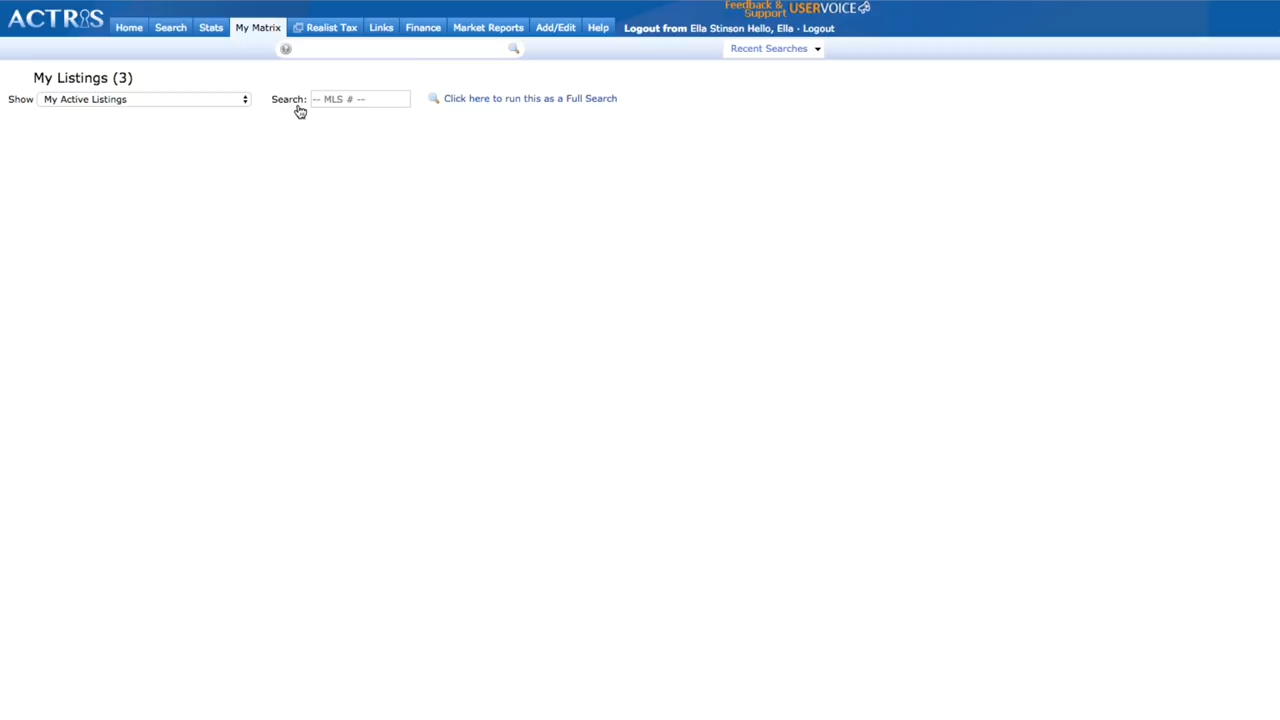 ACTRIS
Feedback & Support USERVOICE
Home Search Stats My Matrix Realist Tax Links Finance Market Reports Add/Edit Help Logout from Ella Stinson Hello, Ella · Logout
Recent Searches
My Listings (3)
Show My Active Listings Search: -- MLS # -- Click here to run this as a Full Search